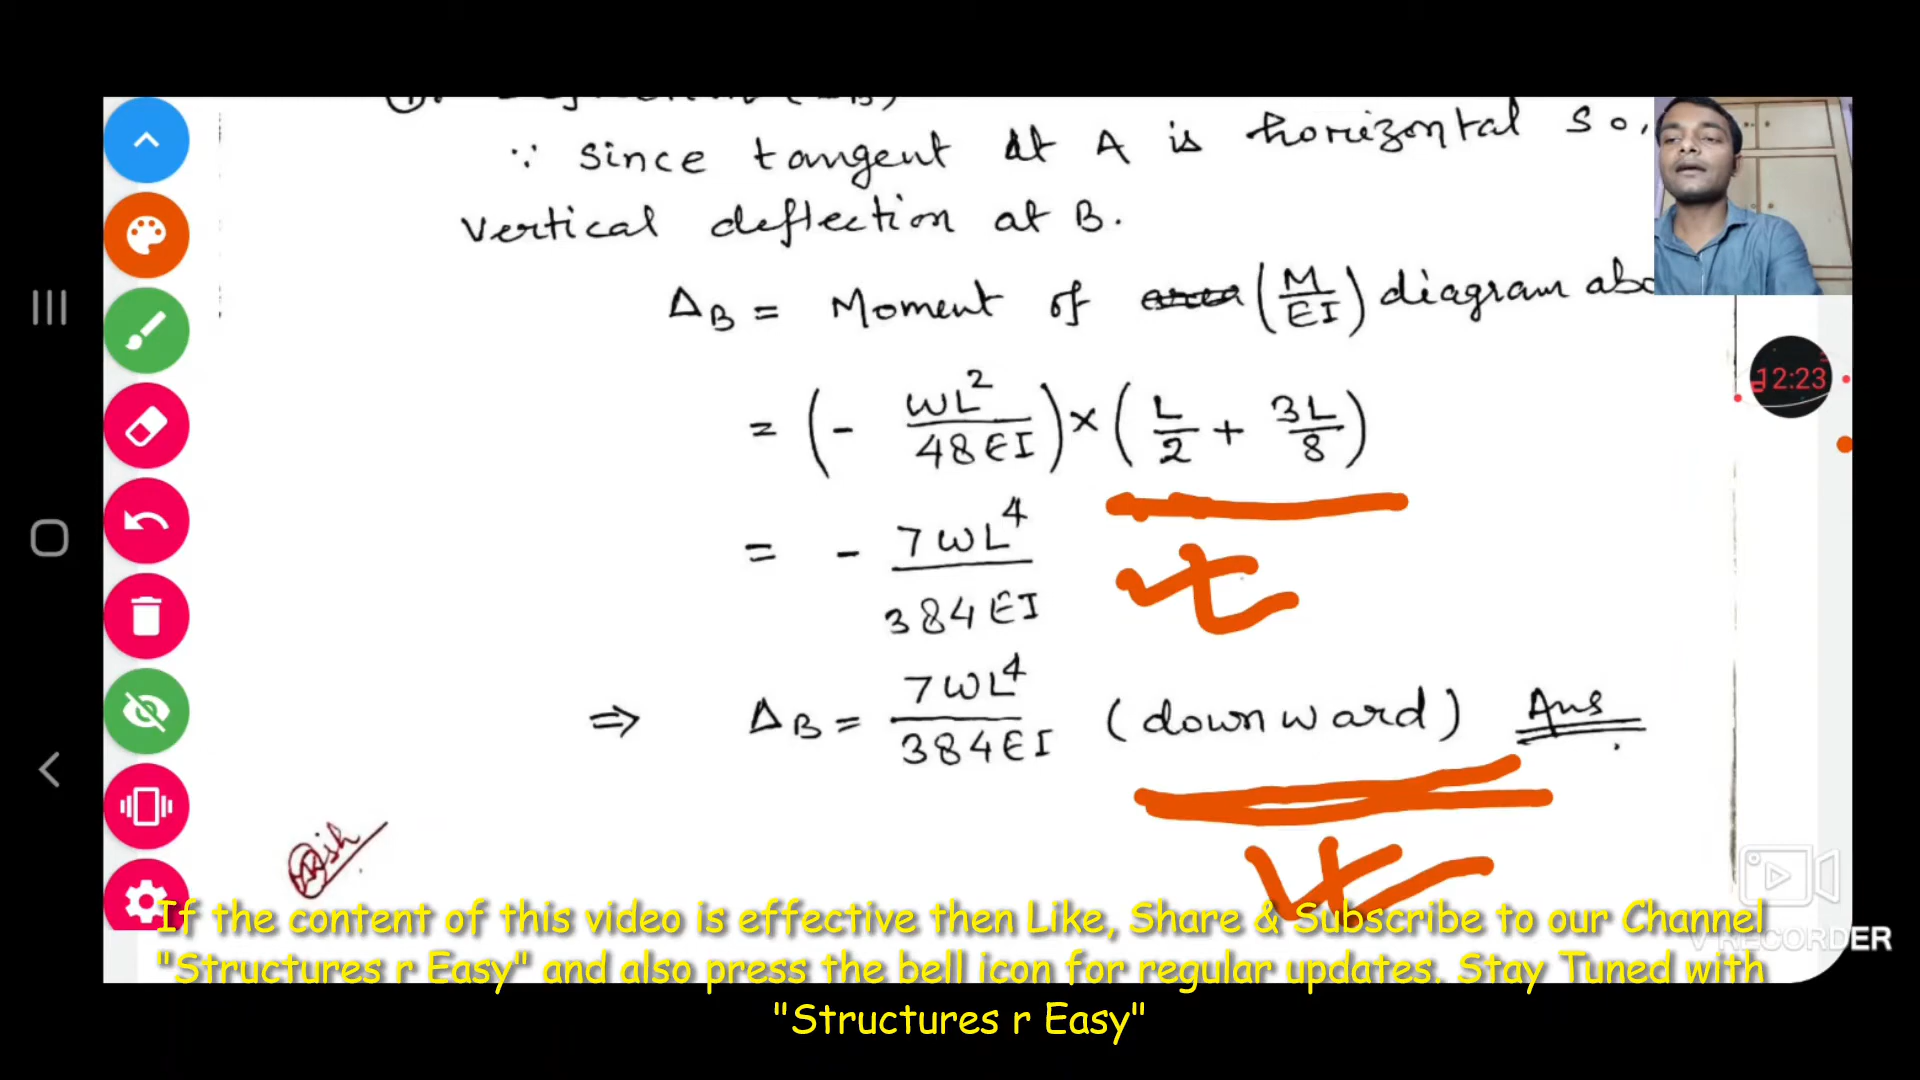 ∵ since tangent at A is horizontal so,
vertical deflection at B.
Δ_B = Moment of (M/EI) diagram abo
= (- wL²/48EI) × (L/2 + 3L/8)
= - 7wL⁴/384EI
⇒ Δ_B = 7wL⁴/384EI (downward) Ans
12:23
If the content of this video is effective then Like, Share & Subscribe to our Channel
"Structures r Easy" and also press the bell icon for regular updates. Stay Tuned with
"Structures r Easy"
RECORDER